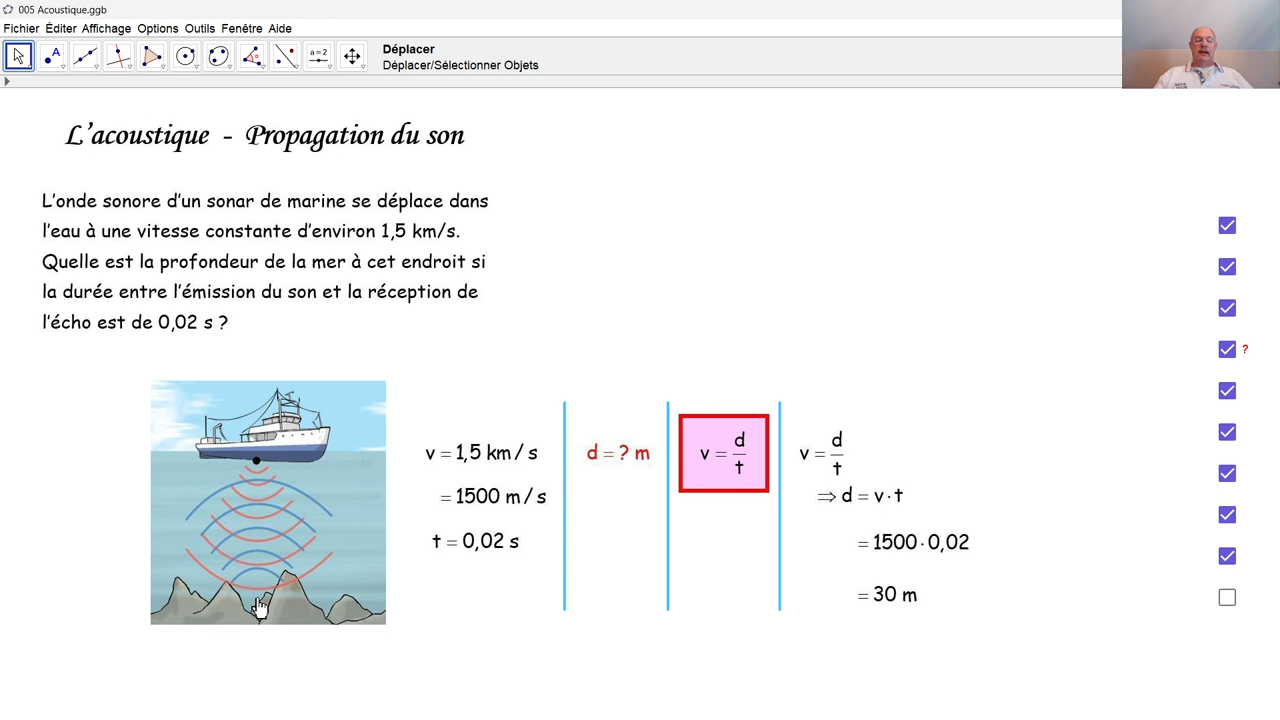 005 Acoustique.ggb
Fichier Éditer Affichage Options Outils Fenêtre Aide
A
a=2
Déplacer
Déplacer/Sélectionner Objets
L'acoustique - Propagation du son
L'onde sonore d'un sonar de marine se déplace dans
l'eau à une vitesse constante d'environ 1,5 km/s.
Quelle est la profondeur de la mer à cet endroit si
la durée entre l'émission du son et la réception de
l'écho est de 0,02 s ?
?
v = 1,5 km / s
= 1500 m / s
t = 0,02 s
d = ? m
v = d/t
v = d/t
⇒ d = v · t
= 1500 · 0,02
= 30 m